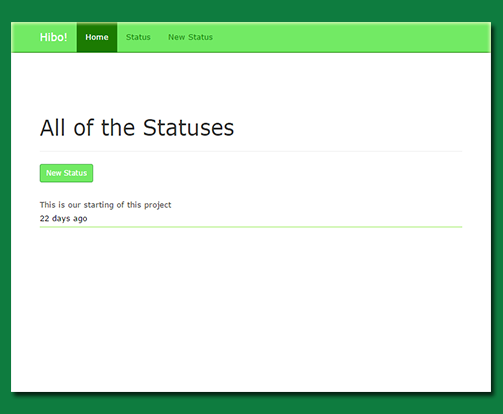 Hibo! Home Status New Status
All of the Statuses
New Status
This is our starting of this project
22 days ago